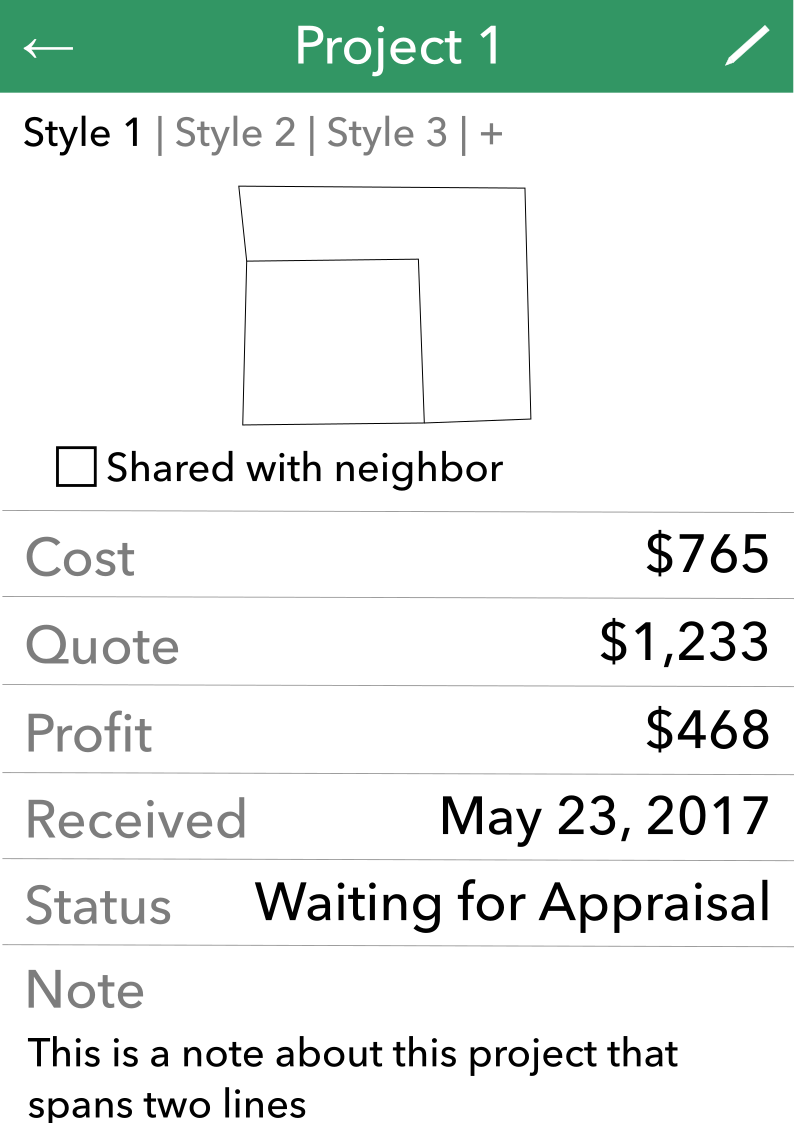 Project 1
Style 1 | Style 2 | Style 3 | +
Shared with neighbor
Cost $765
Quote $1,233
Profit $468
Received May 23, 2017
Status Waiting for Appraisal
Note
This is a note about this project that
spans two lines